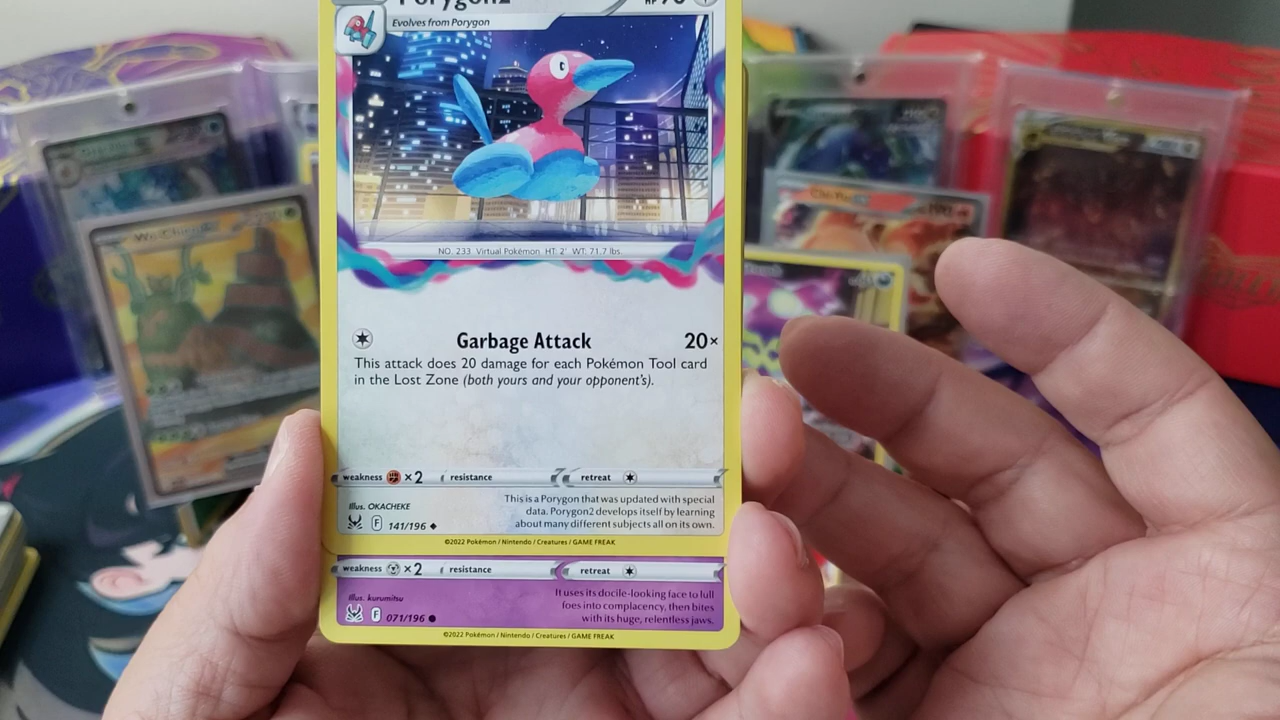 Porygon2
Evolves from Porygon
NO. 233 Virtual Pokémon HT: 2' WT: 71.7 lbs.
Garbage Attack 20×
This attack does 20 damage for each Pokémon Tool card
in the Lost Zone (both yours and your opponent's).
weakness ×2 resistance retreat
Illus. OKACHEKE
This is a Porygon that was updated with special
data. Porygon2 develops itself by learning
about many different subjects all on its own.
F 141/196
©2022 Pokémon / Nintendo / Creatures / GAME FREAK
weakness ×2 resistance retreat
Illus. kurumitsu
It uses its docile-looking face to lull
foes into complacency, then bites
with its huge, relentless jaws.
F 071/196
©2022 Pokémon / Nintendo / Creatures / GAME FREAK